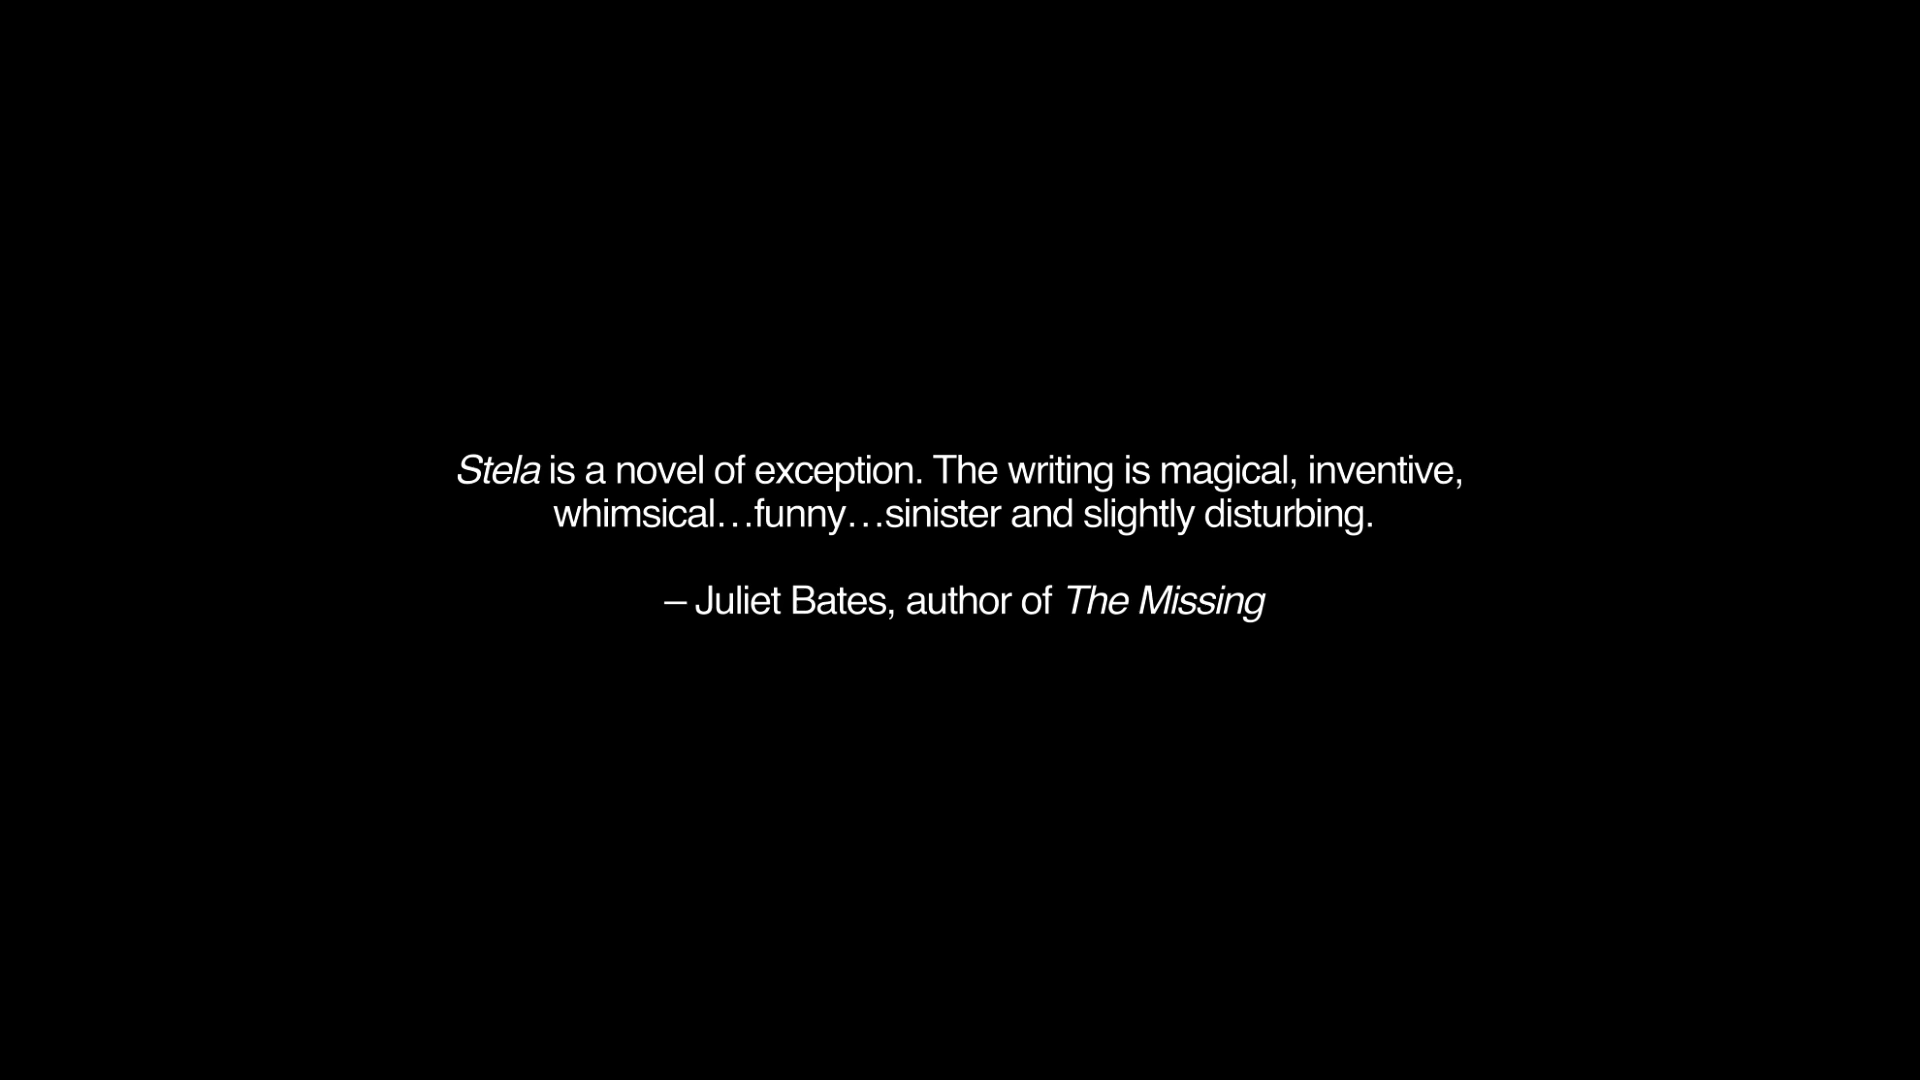 Stela is a novel of exception. The writing is magical, inventive,
whimsical…funny…sinister and slightly disturbing.
– Juliet Bates, author of The Missing